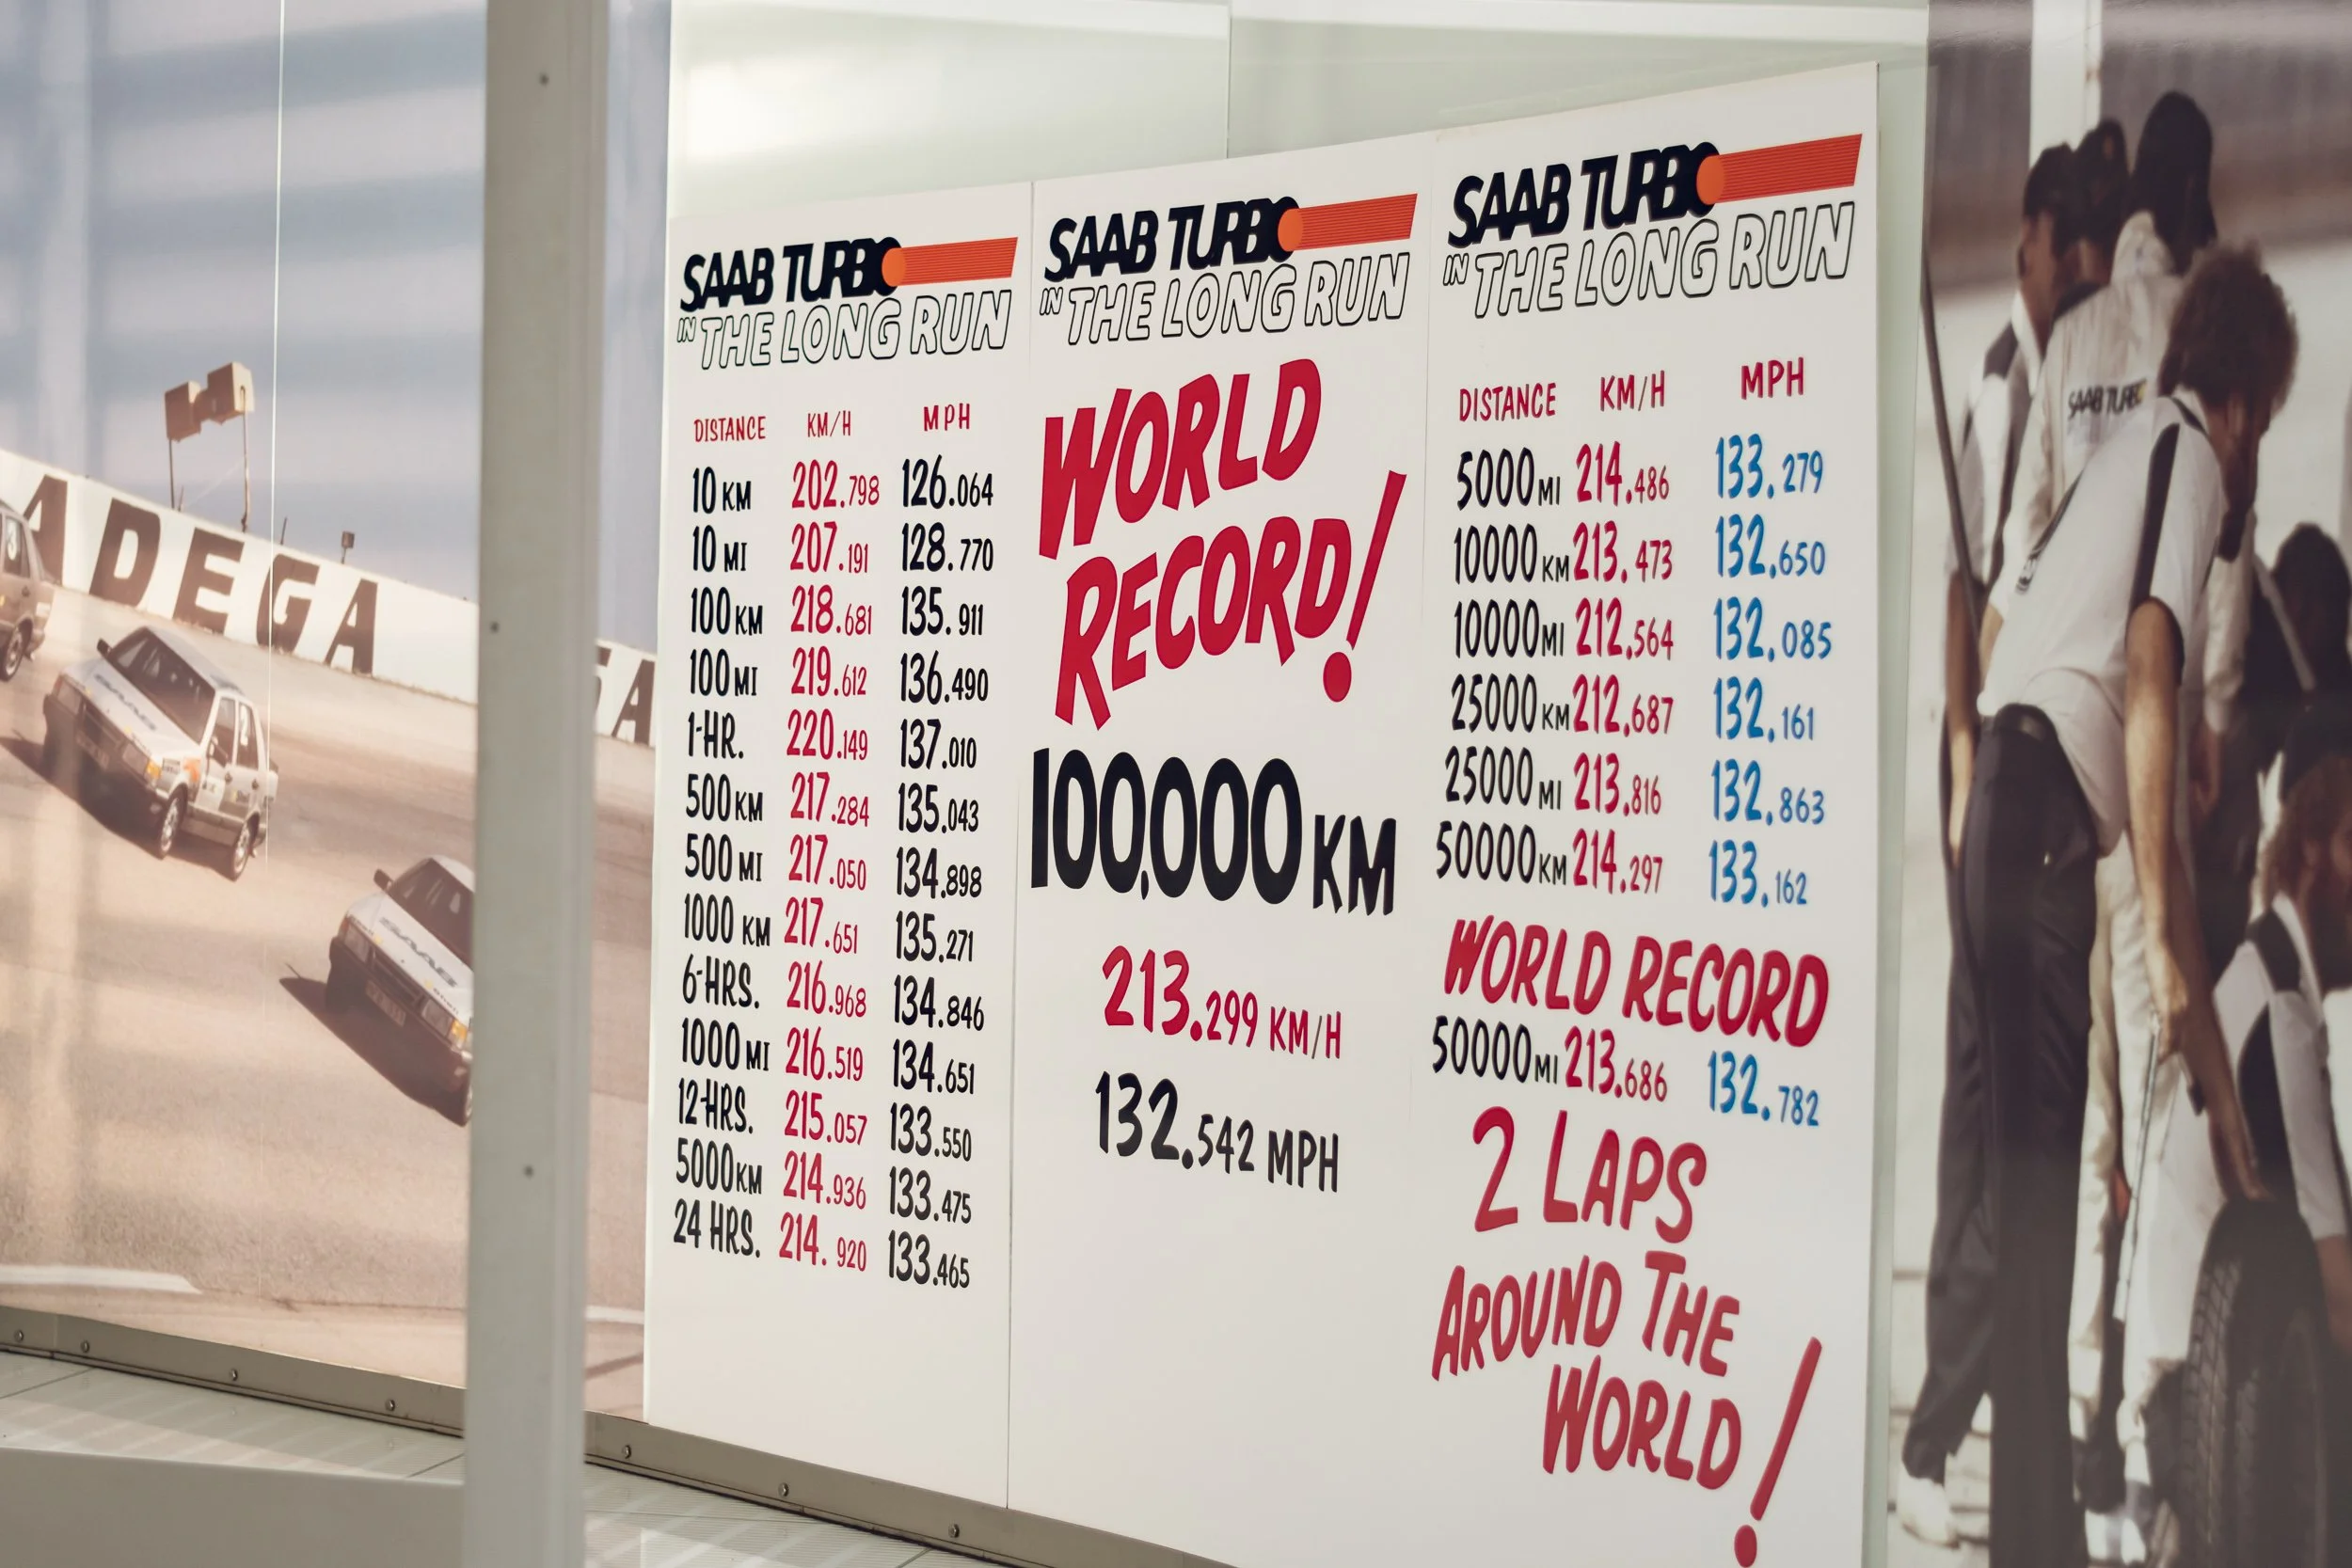 ADEGA
SAAB
SAAB
GA
SAAB TURBO
IN THE LONG RUN
DISTANCE KM/H MPH
10 KM 202.798 126.064
10 MI 207.191 128.770
100 KM 218.681 135.911
100 MI 219.612 136.490
1-HR. 220.149 137.010
500 KM 217.284 135.043
500 MI 217.050 134.898
1000 KM 217.651 135.271
6-HRS. 216.968 134.846
1000 MI 216.519 134.651
12-HRS. 215.057 133.550
5000 KM 214.936 133.475
24 HRS. 214.920 133.465
SAAB TURBO
IN THE LONG RUN
WORLD
RECORD!
100,000 KM
213.299 KM/H
132.542 MPH
SAAB TURBO
IN THE LONG RUN
DISTANCE KM/H MPH
5000 MI 214.486 133.279
10000 KM 213.473 132.650
10000 MI 212.564 132.085
25000 KM 212.687 132.161
25000 MI 213.816 132.863
50000 KM 214.297 133.162
WORLD RECORD
50000 MI 213.686 132.782
2 LAPS
AROUND THE
WORLD!
SAAB TURBO